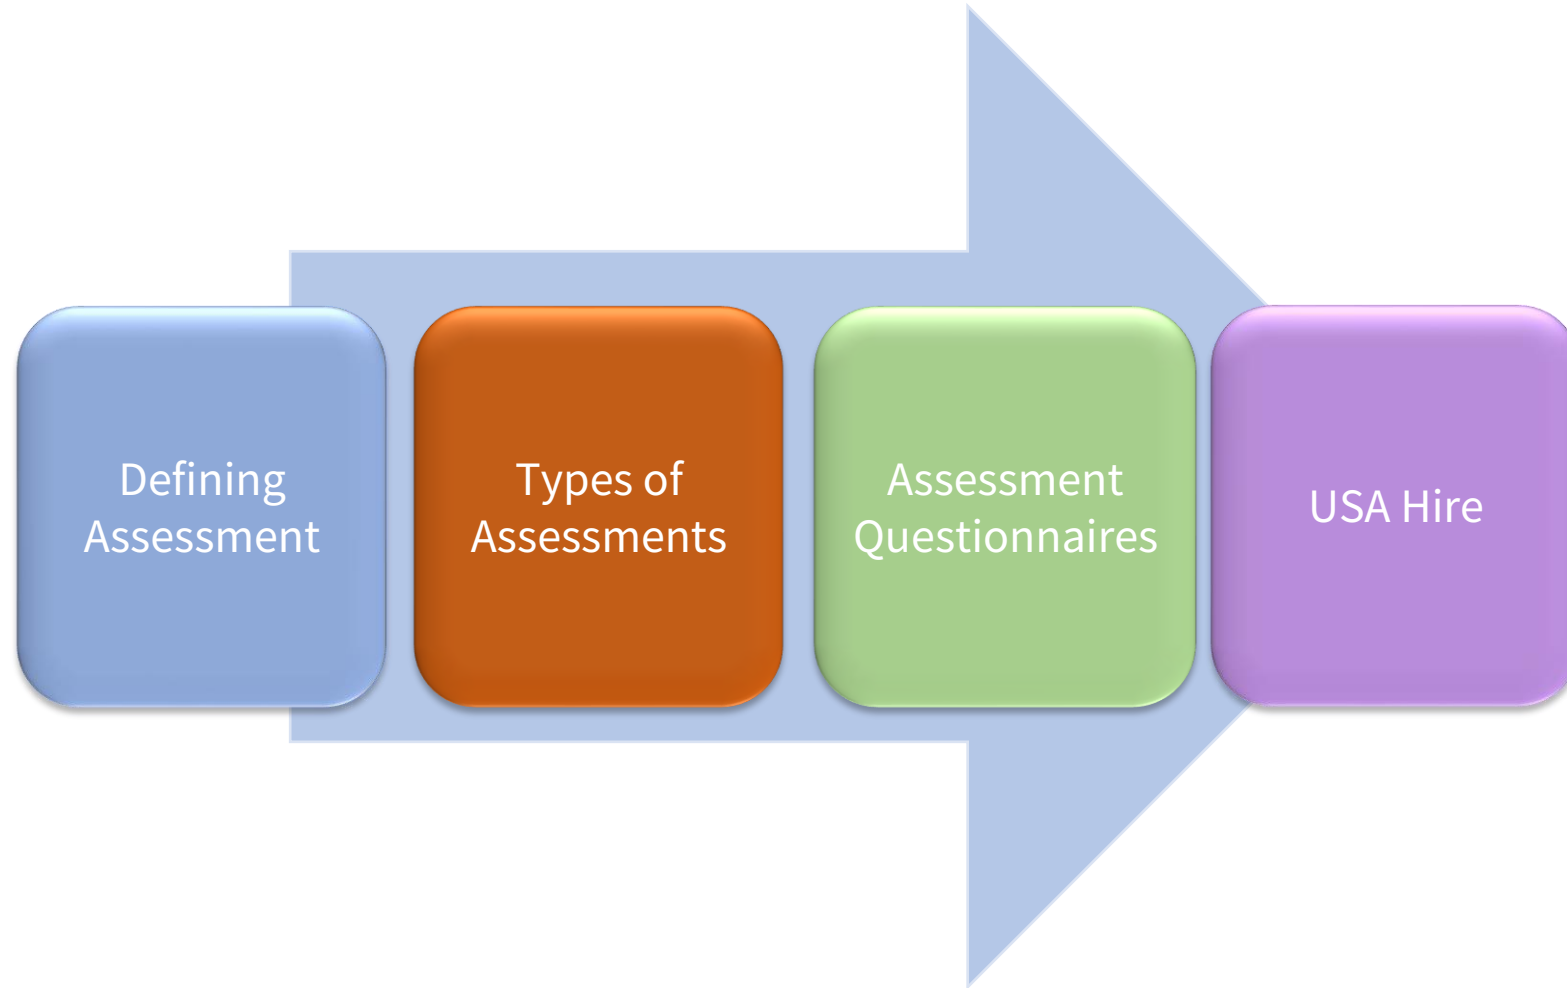 Defining
Assessment
Types of
Assessments
Assessment
Questionnaires
USA Hire